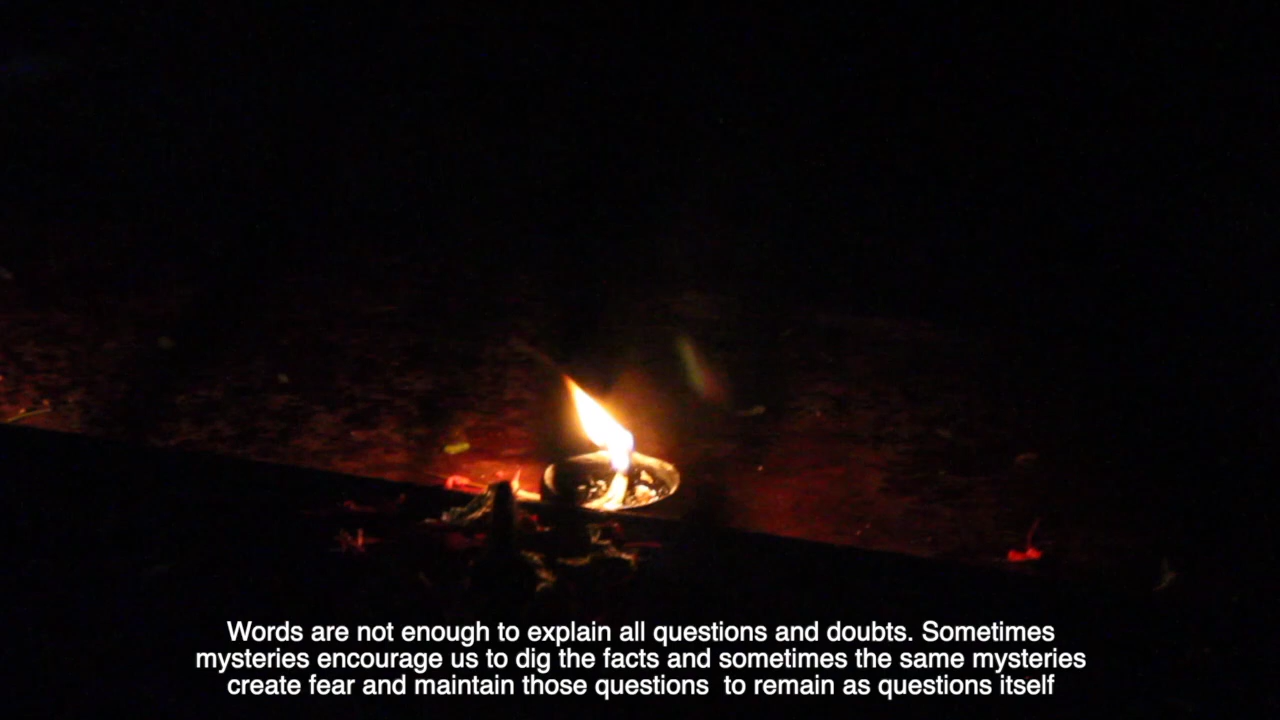 Words are not enough to explain all questions and doubts. Sometimes
mysteries encourage us to dig the facts and sometimes the same mysteries
create fear and maintain those questions  to remain as questions itself